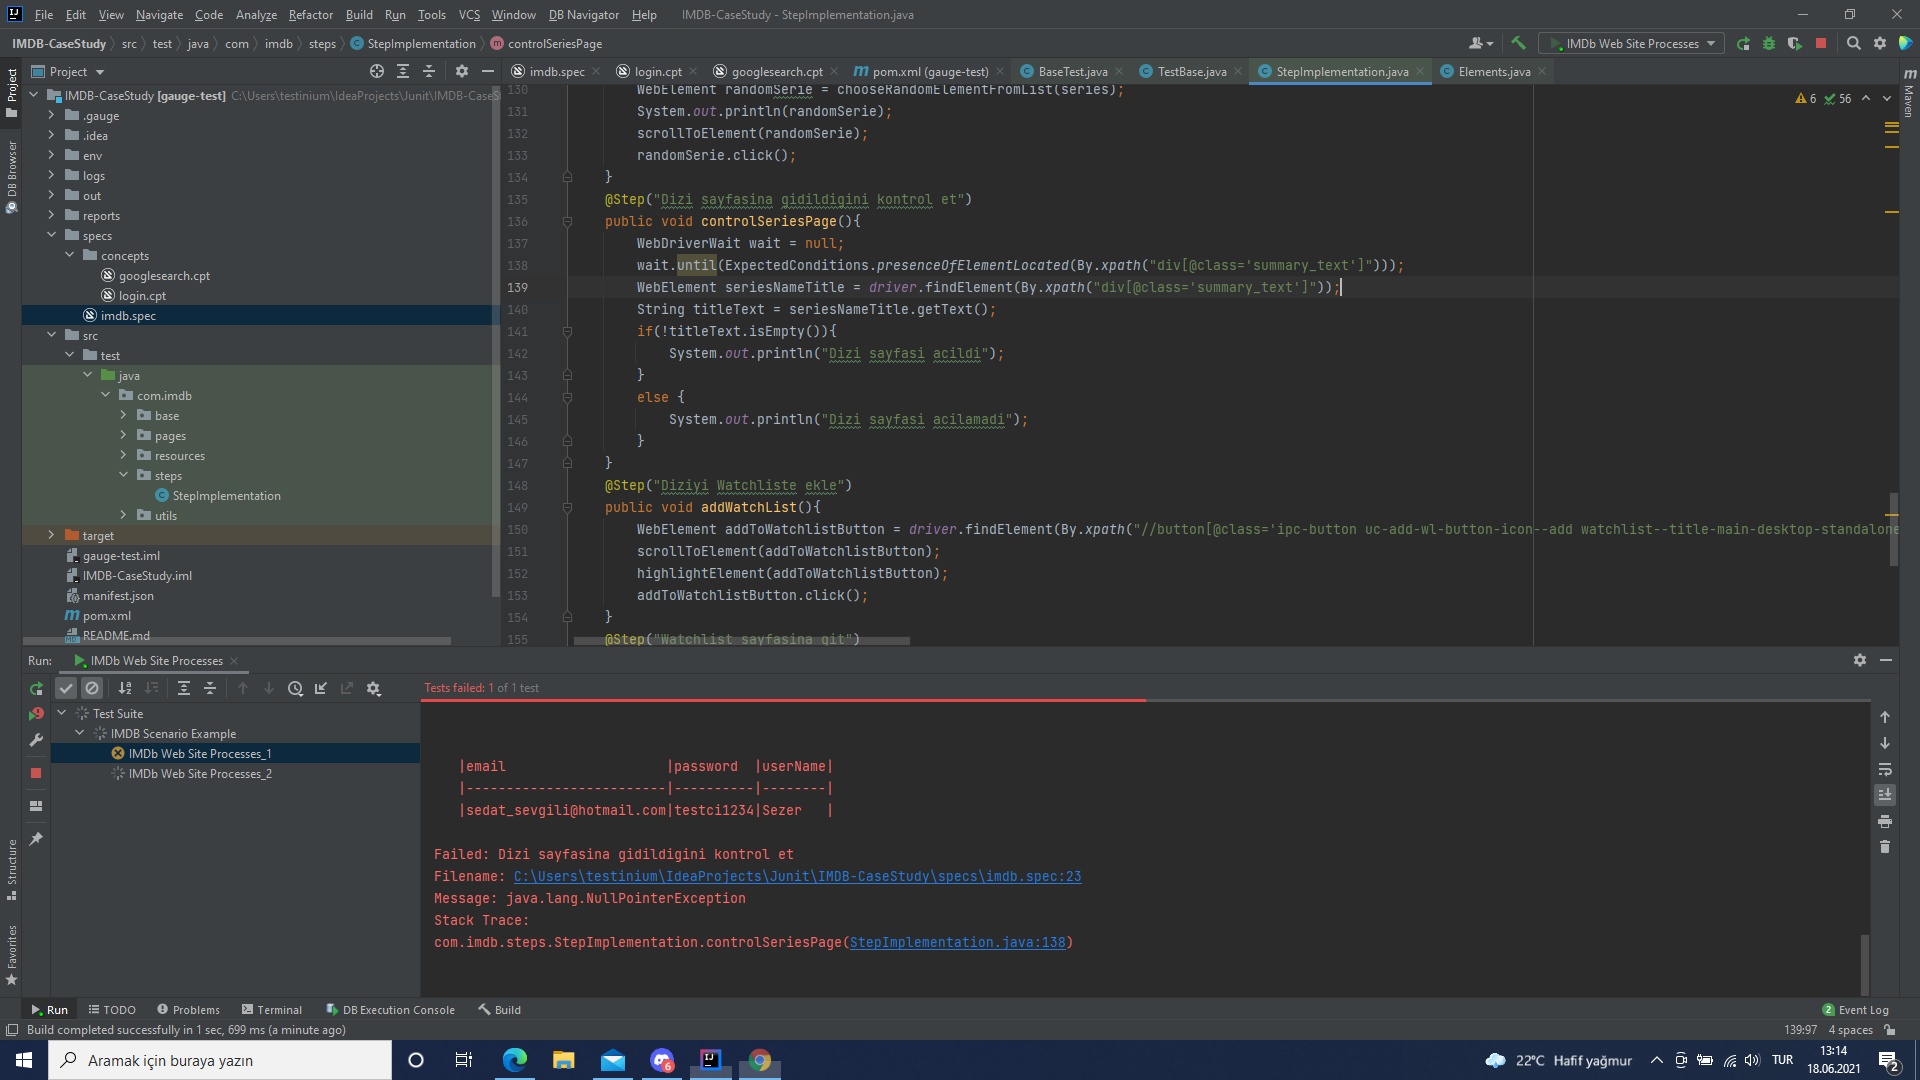 File Edit View Navigate Code Analyze Refactor Build Run Tools VCS Window DB Navigator Help IMDB-CaseStudy - StepImplementation.java
IMDB-CaseStudy src test java com imdb steps StepImplementation controlSeriesPage
IMDb Web Site Processes
Project
imdb.spec login.cpt googlesearch.cpt pom.xml (gauge-test) BaseTest.java TestBase.java StepImplementation.java Elements.java
Project
DB Browser
Structure
Favorites
Maven
IMDB-CaseStudy [gauge-test] C:\Users\testinium\IdeaProjects\Junit\IMDB-CaseS
.gauge
.idea
env
logs
out
reports
specs
concepts
googlesearch.cpt
login.cpt
imdb.spec
src
test
java
com.imdb
base
pages
resources
steps
StepImplementation
utils
target
gauge-test.iml
IMDB-CaseStudy.iml
manifest.json
pom.xml
README.md
6 56
130 WebElement randomSerie = chooseRandomElementFromList(series);
131 System.out.println(randomSerie);
132 scrollToElement(randomSerie);
133 randomSerie.click();
134 }
135 @Step("Dizi sayfasina gidildigini kontrol et")
136 public void controlSeriesPage(){
137 WebDriverWait wait = null;
138 wait.until(ExpectedConditions.presenceOfElementLocated(By.xpath("div[@class='summary_text']")));
139 WebElement seriesNameTitle = driver.findElement(By.xpath("div[@class='summary_text']"));
140 String titleText = seriesNameTitle.getText();
141 if(!titleText.isEmpty()){
142 System.out.println("Dizi sayfasi acildi");
143 }
144 else {
145 System.out.println("Dizi sayfasi acilamadi");
146 }
147 }
148 @Step("Diziyi Watchliste ekle")
149 public void addWatchList(){
150 WebElement addToWatchlistButton = driver.findElement(By.xpath("//button[@class='ipc-button uc-add-wl-button-icon--add watchlist--title-main-desktop-standalone
151 scrollToElement(addToWatchlistButton);
152 highlightElement(addToWatchlistButton);
153 addToWatchlistButton.click();
154 }
155 @Step("Watchlist sayfasina git")
Run: IMDb Web Site Processes
Tests failed: 1 of 1 test
Test Suite
IMDB Scenario Example
IMDb Web Site Processes_1
IMDb Web Site Processes_2
|email |password |userName|
|-------------------------|----------|--------|
|sedat_sevgili@hotmail.com|testci1234|Sezer |
Failed: Dizi sayfasina gidildigini kontrol et
Filename: C:\Users\testinium\IdeaProjects\Junit\IMDB-CaseStudy\specs\imdb.spec:23
Message: java.lang.NullPointerException
Stack Trace:
com.imdb.steps.StepImplementation.controlSeriesPage(StepImplementation.java:138)
Run TODO Problems Terminal DB Execution Console Build 2 Event Log
Build completed successfully in 1 sec, 699 ms (a minute ago) 139:97 4 spaces
Aramak için buraya yazın
6
22°C Hafif yağmur TUR
13:14
18.06.2021
2